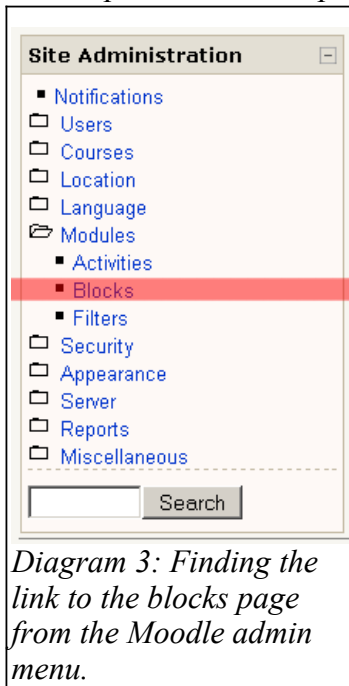 Site Administration
Notifications
Users
Courses
Location
Language
Modules
Activities
Blocks
Filters
Security
Appearance
Server
Reports
Miscellaneous
Search
Diagram 3: Finding the
link to the blocks page
from the Moodle admin
menu.